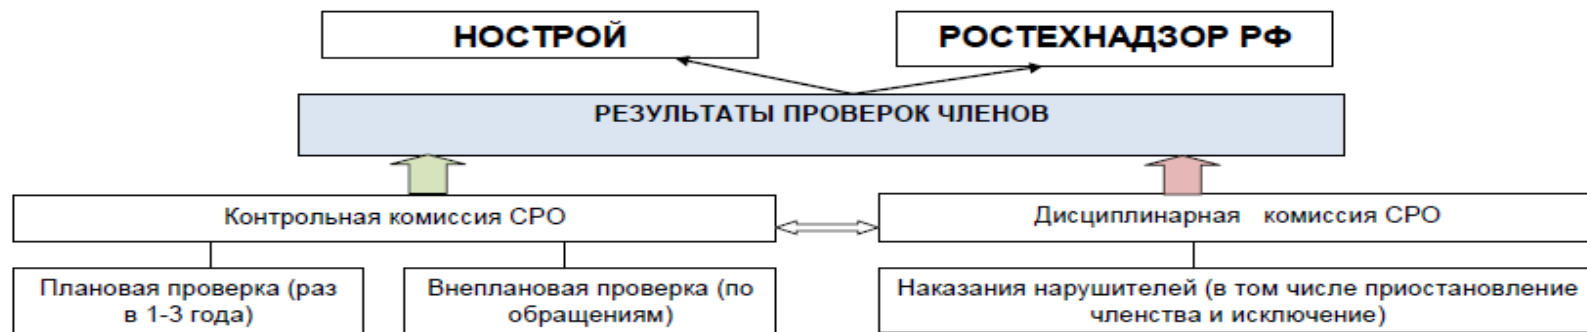 НОСТРОЙ
РОСТЕХНАДЗОР РФ
РЕЗУЛЬТАТЫ ПРОВЕРОК ЧЛЕНОВ
Контрольная комиссия СРО
Дисциплинарная комиссия СРО
Плановая проверка (раз
в 1-3 года)
Внеплановая проверка (по
обращениям)
Наказания нарушителей (в том числе приостановление
членства и исключение)